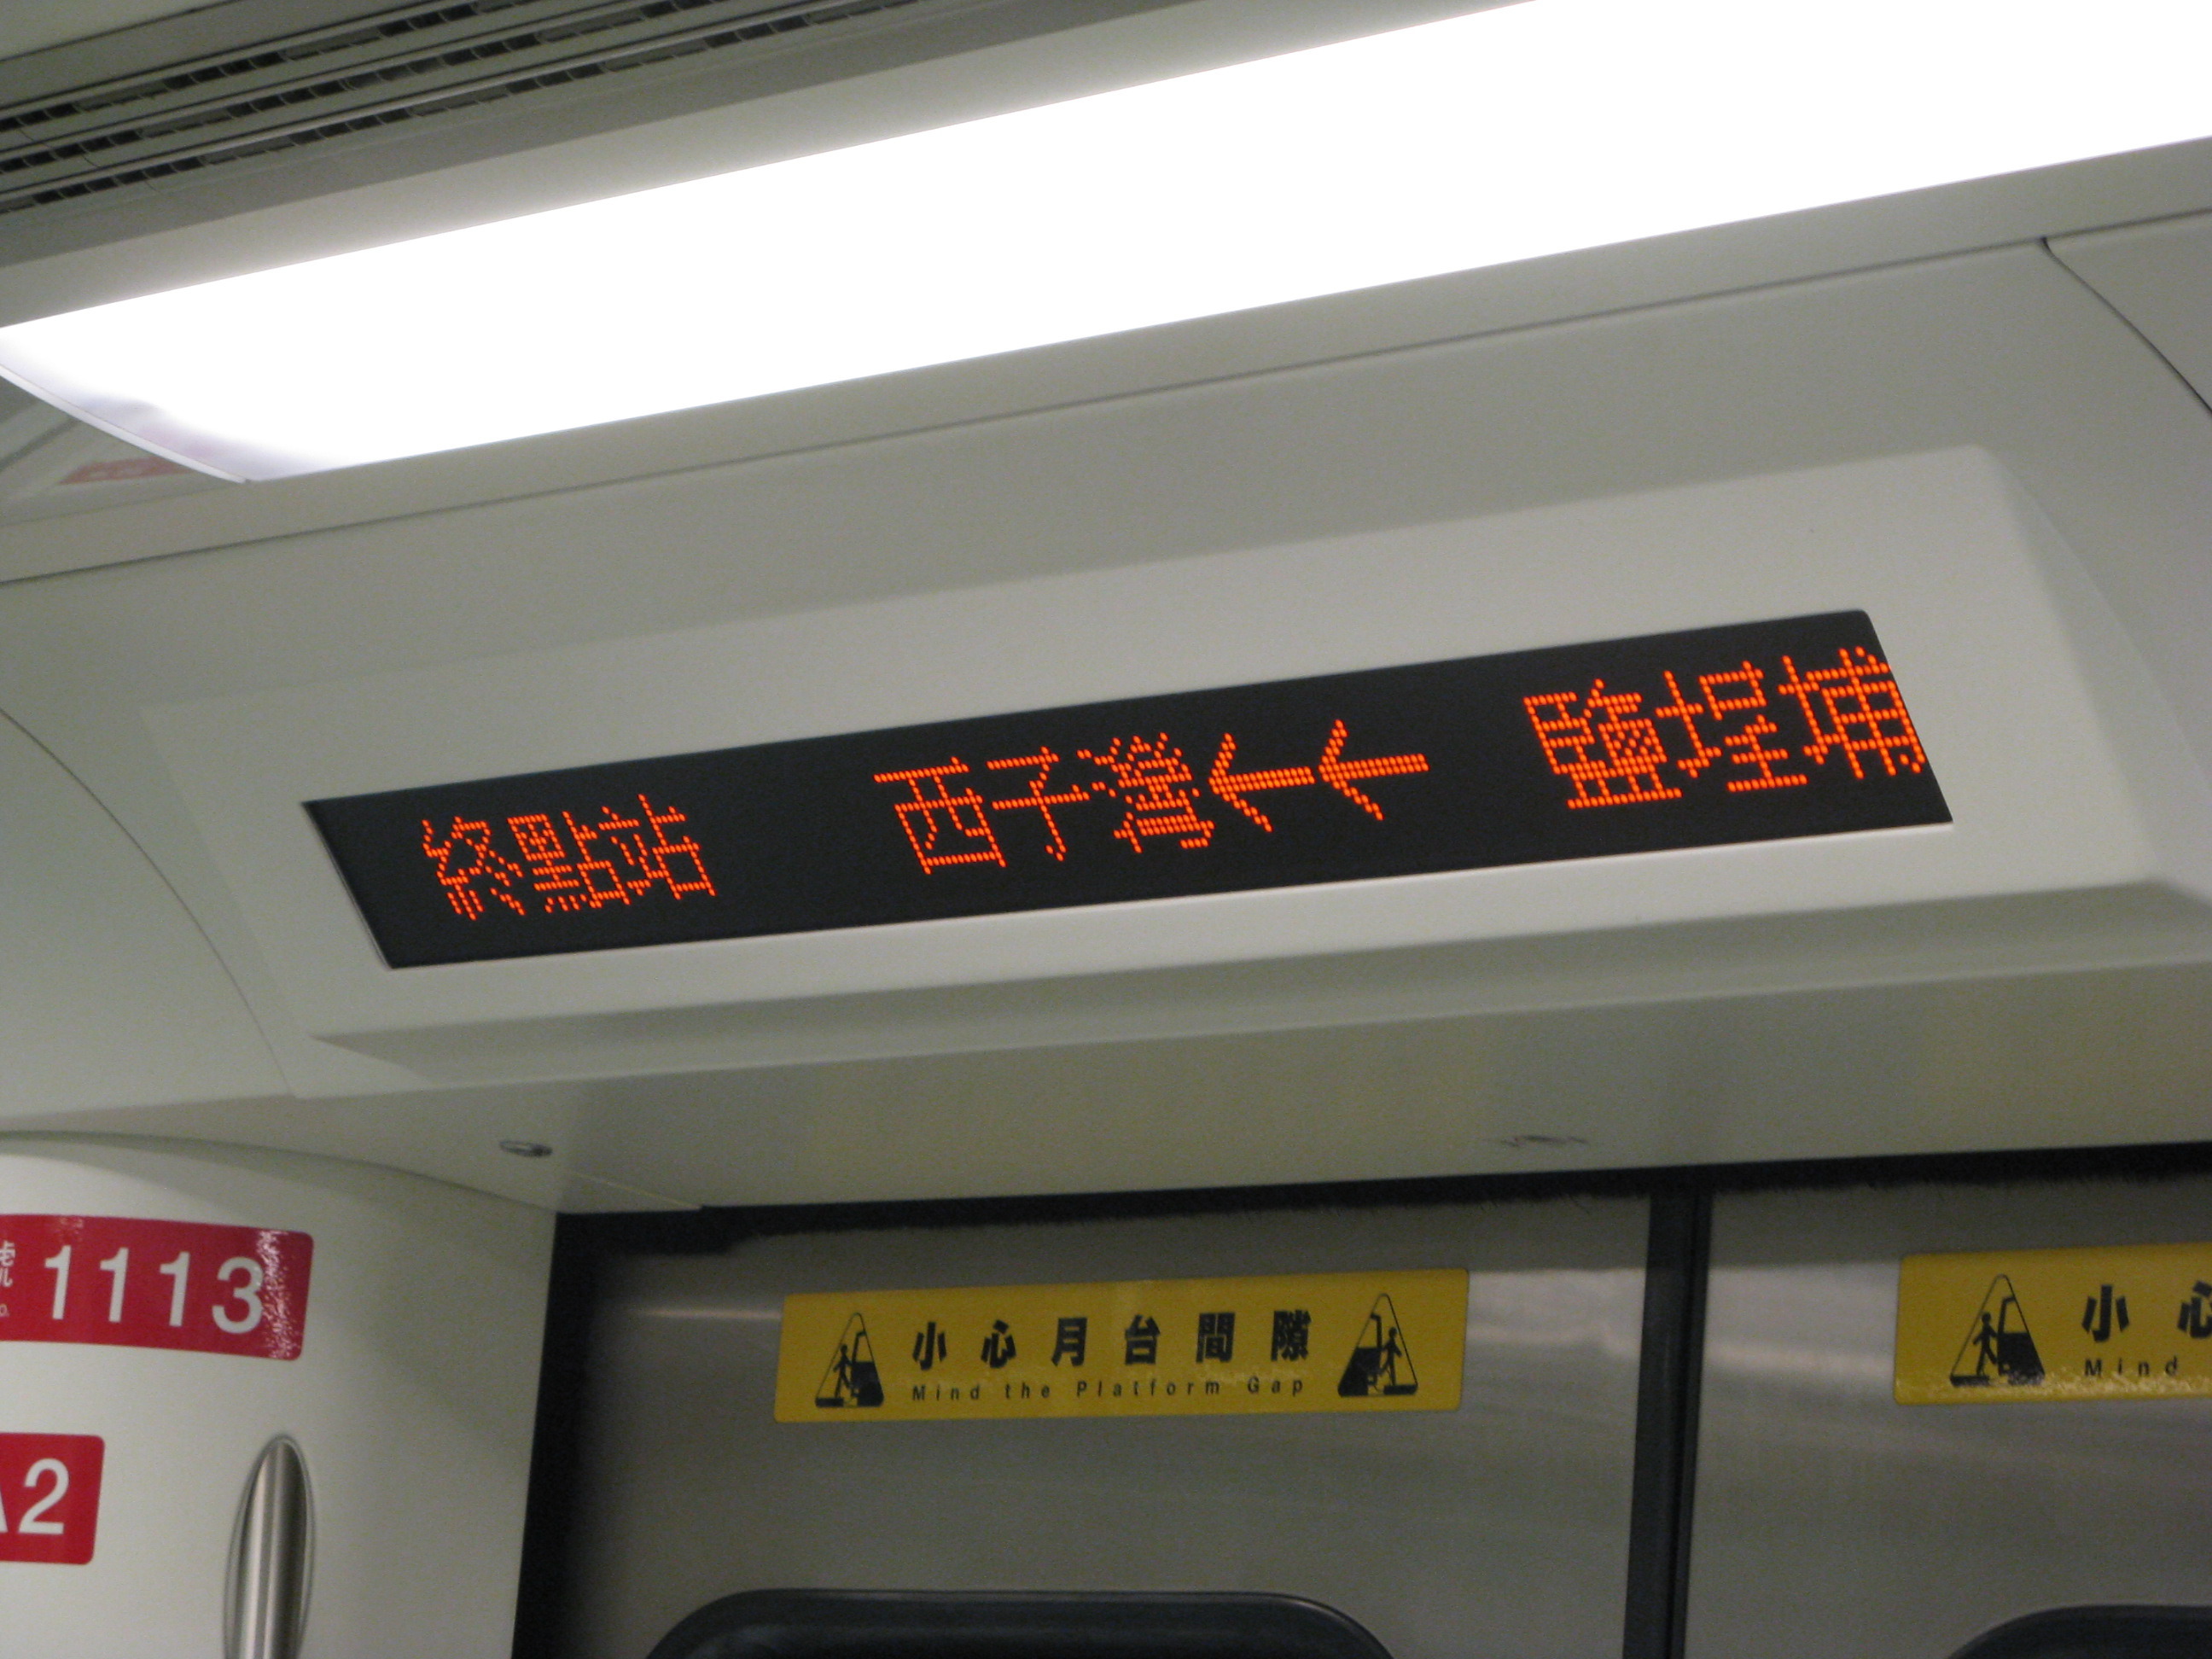 終點站 西子灣←← 鹽埕埔
1113
A2
小心月台間隙
Mind the Platform Gap
小心
Mind